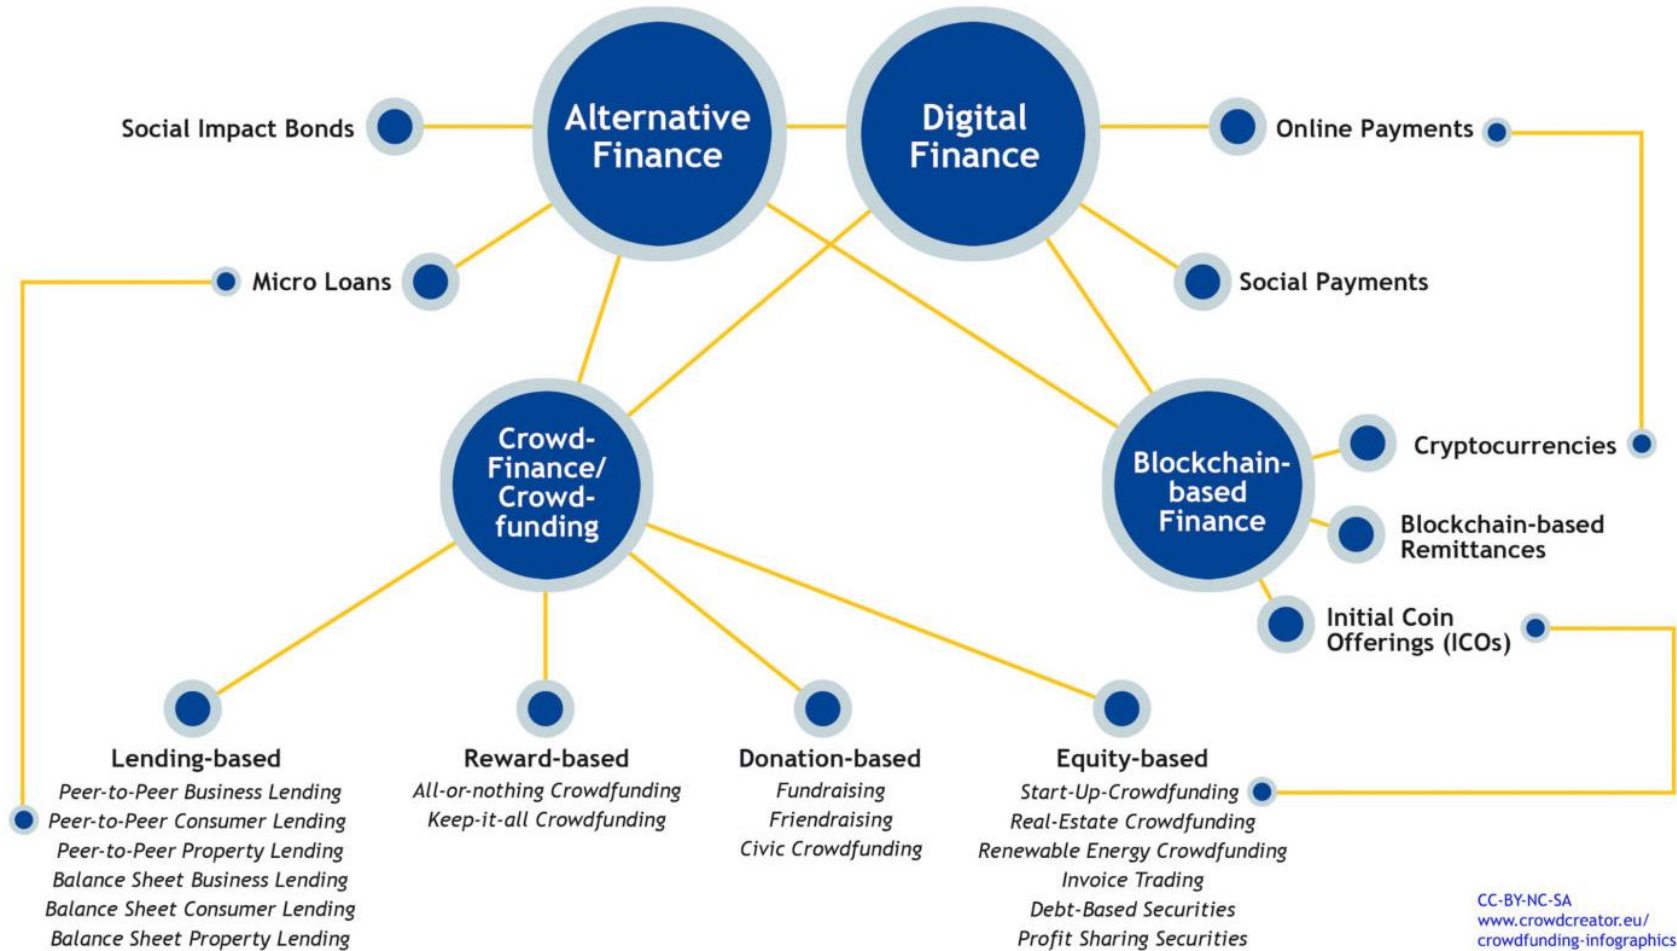 Alternative
Finance
Digital
Finance
Social Impact Bonds
Online Payments
Micro Loans
Social Payments
Crowd-
Finance/
Crowd-
funding
Blockchain-
based
Finance
Cryptocurrencies
Blockchain-based
Remittances
Initial Coin
Offerings (ICOs)
Lending-based
Peer-to-Peer Business Lending
Peer-to-Peer Consumer Lending
Peer-to-Peer Property Lending
Balance Sheet Business Lending
Balance Sheet Consumer Lending
Balance Sheet Property Lending
Reward-based
All-or-nothing Crowdfunding
Keep-it-all Crowdfunding
Donation-based
Fundraising
Friendraising
Civic Crowdfunding
Equity-based
Start-Up-Crowdfunding
Real-Estate Crowdfunding
Renewable Energy Crowdfunding
Invoice Trading
Debt-Based Securities
Profit Sharing Securities
CC-BY-NC-SA
www.crowdcreator.eu/
crowdfunding-infographics